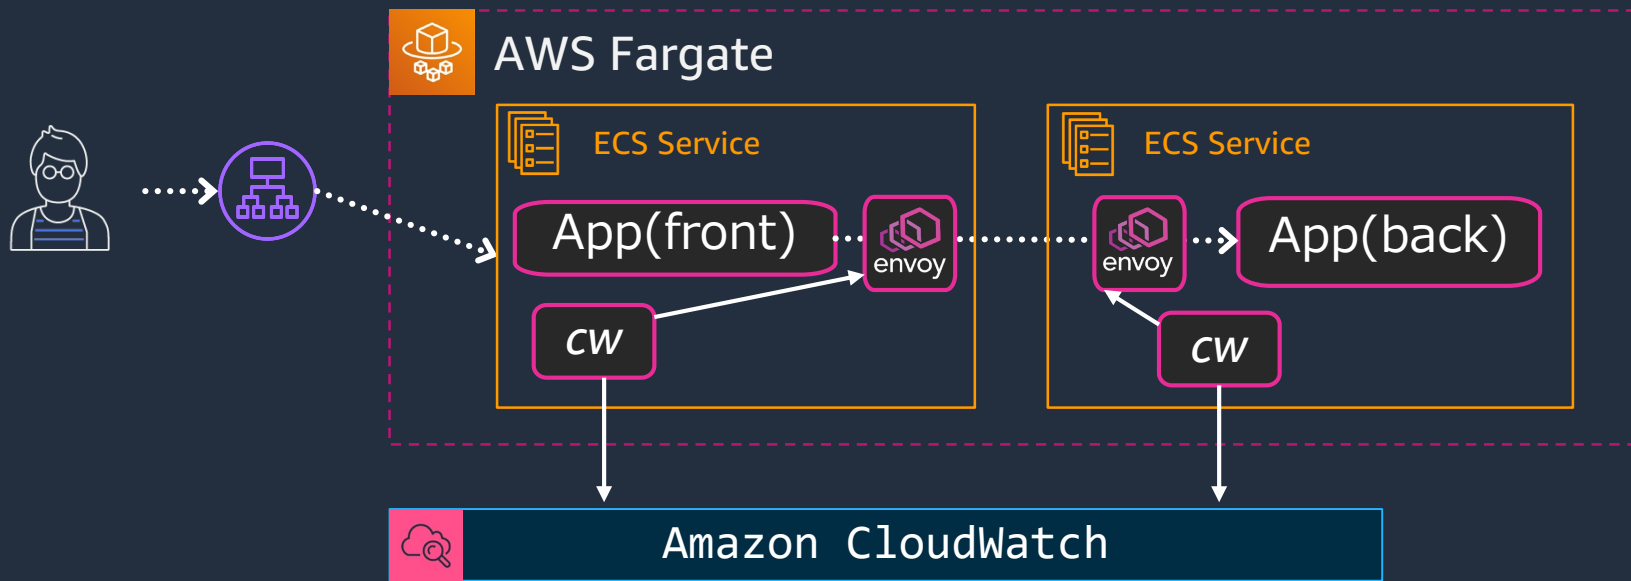 AWS Fargate
ECS Service
ECS Service
App(front)
envoy
envoy
App(back)
cw
cw
Amazon CloudWatch